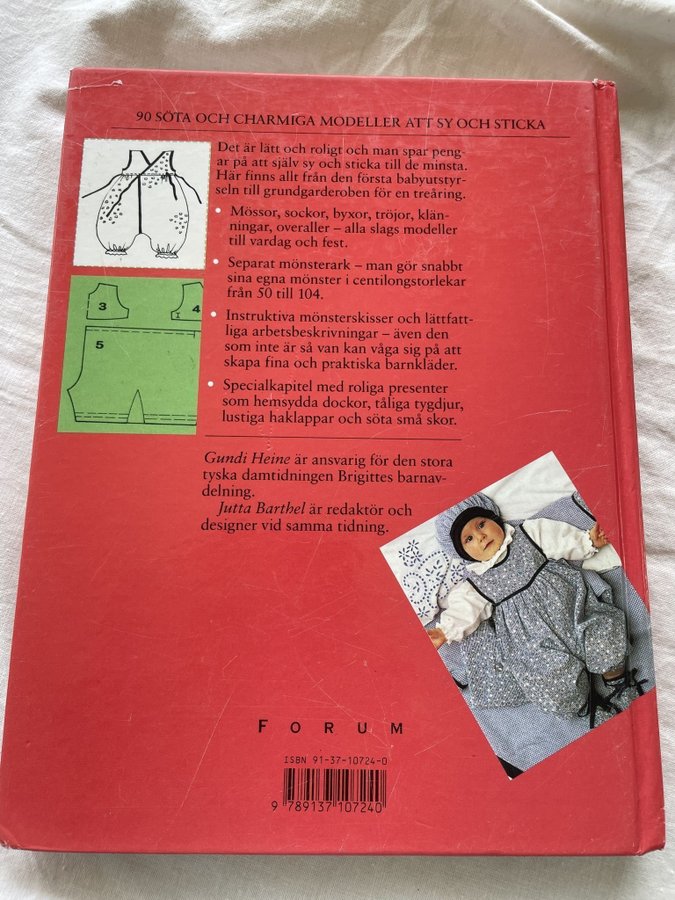 90 SÖTA OCH CHARMIGA MODELLER ATT SY OCH STICKA
Det är lätt och roligt och man spar peng-
ar på att själv sy och sticka till de minsta.
Här finns allt från den första babyutstyr-
seln till grundgarderoben för en treåring.
• Mössor, sockor, byxor, tröjor, klän-
ningar, overaller – alla slags modeller
till vardag och fest.
• Separat mönsterark – man gör snabbt
sina egna mönster i centilongstorlekar
från 50 till 104.
• Instruktiva mönsterskisser och lättfatt-
liga arbetsbeskrivningar – även den
som inte är så van kan våga sig på att
skapa fina och praktiska barnkläder.
• Specialkapitel med roliga presenter
som hemsydda dockor, tåliga tygdjur,
lustiga haklappar och söta små skor.
3
4
5
Gundi Heine är ansvarig för den stora
tyska damtidningen Brigittes barnav-
delning.
Jutta Barthel är redaktör och
designer vid samma tidning.
FORUM
ISBN 91-37-10724-0
9 789137 107240